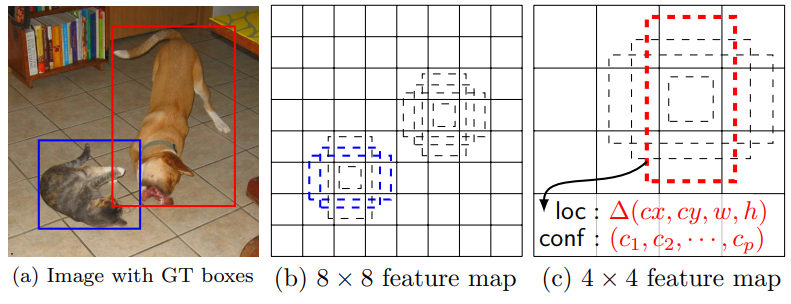 loc : Δ(cx, cy, w, h)
conf : (c₁, c₂, ⋯, cₚ)
(a) Image with GT boxes
(b) 8 × 8 feature map
(c) 4 × 4 feature map